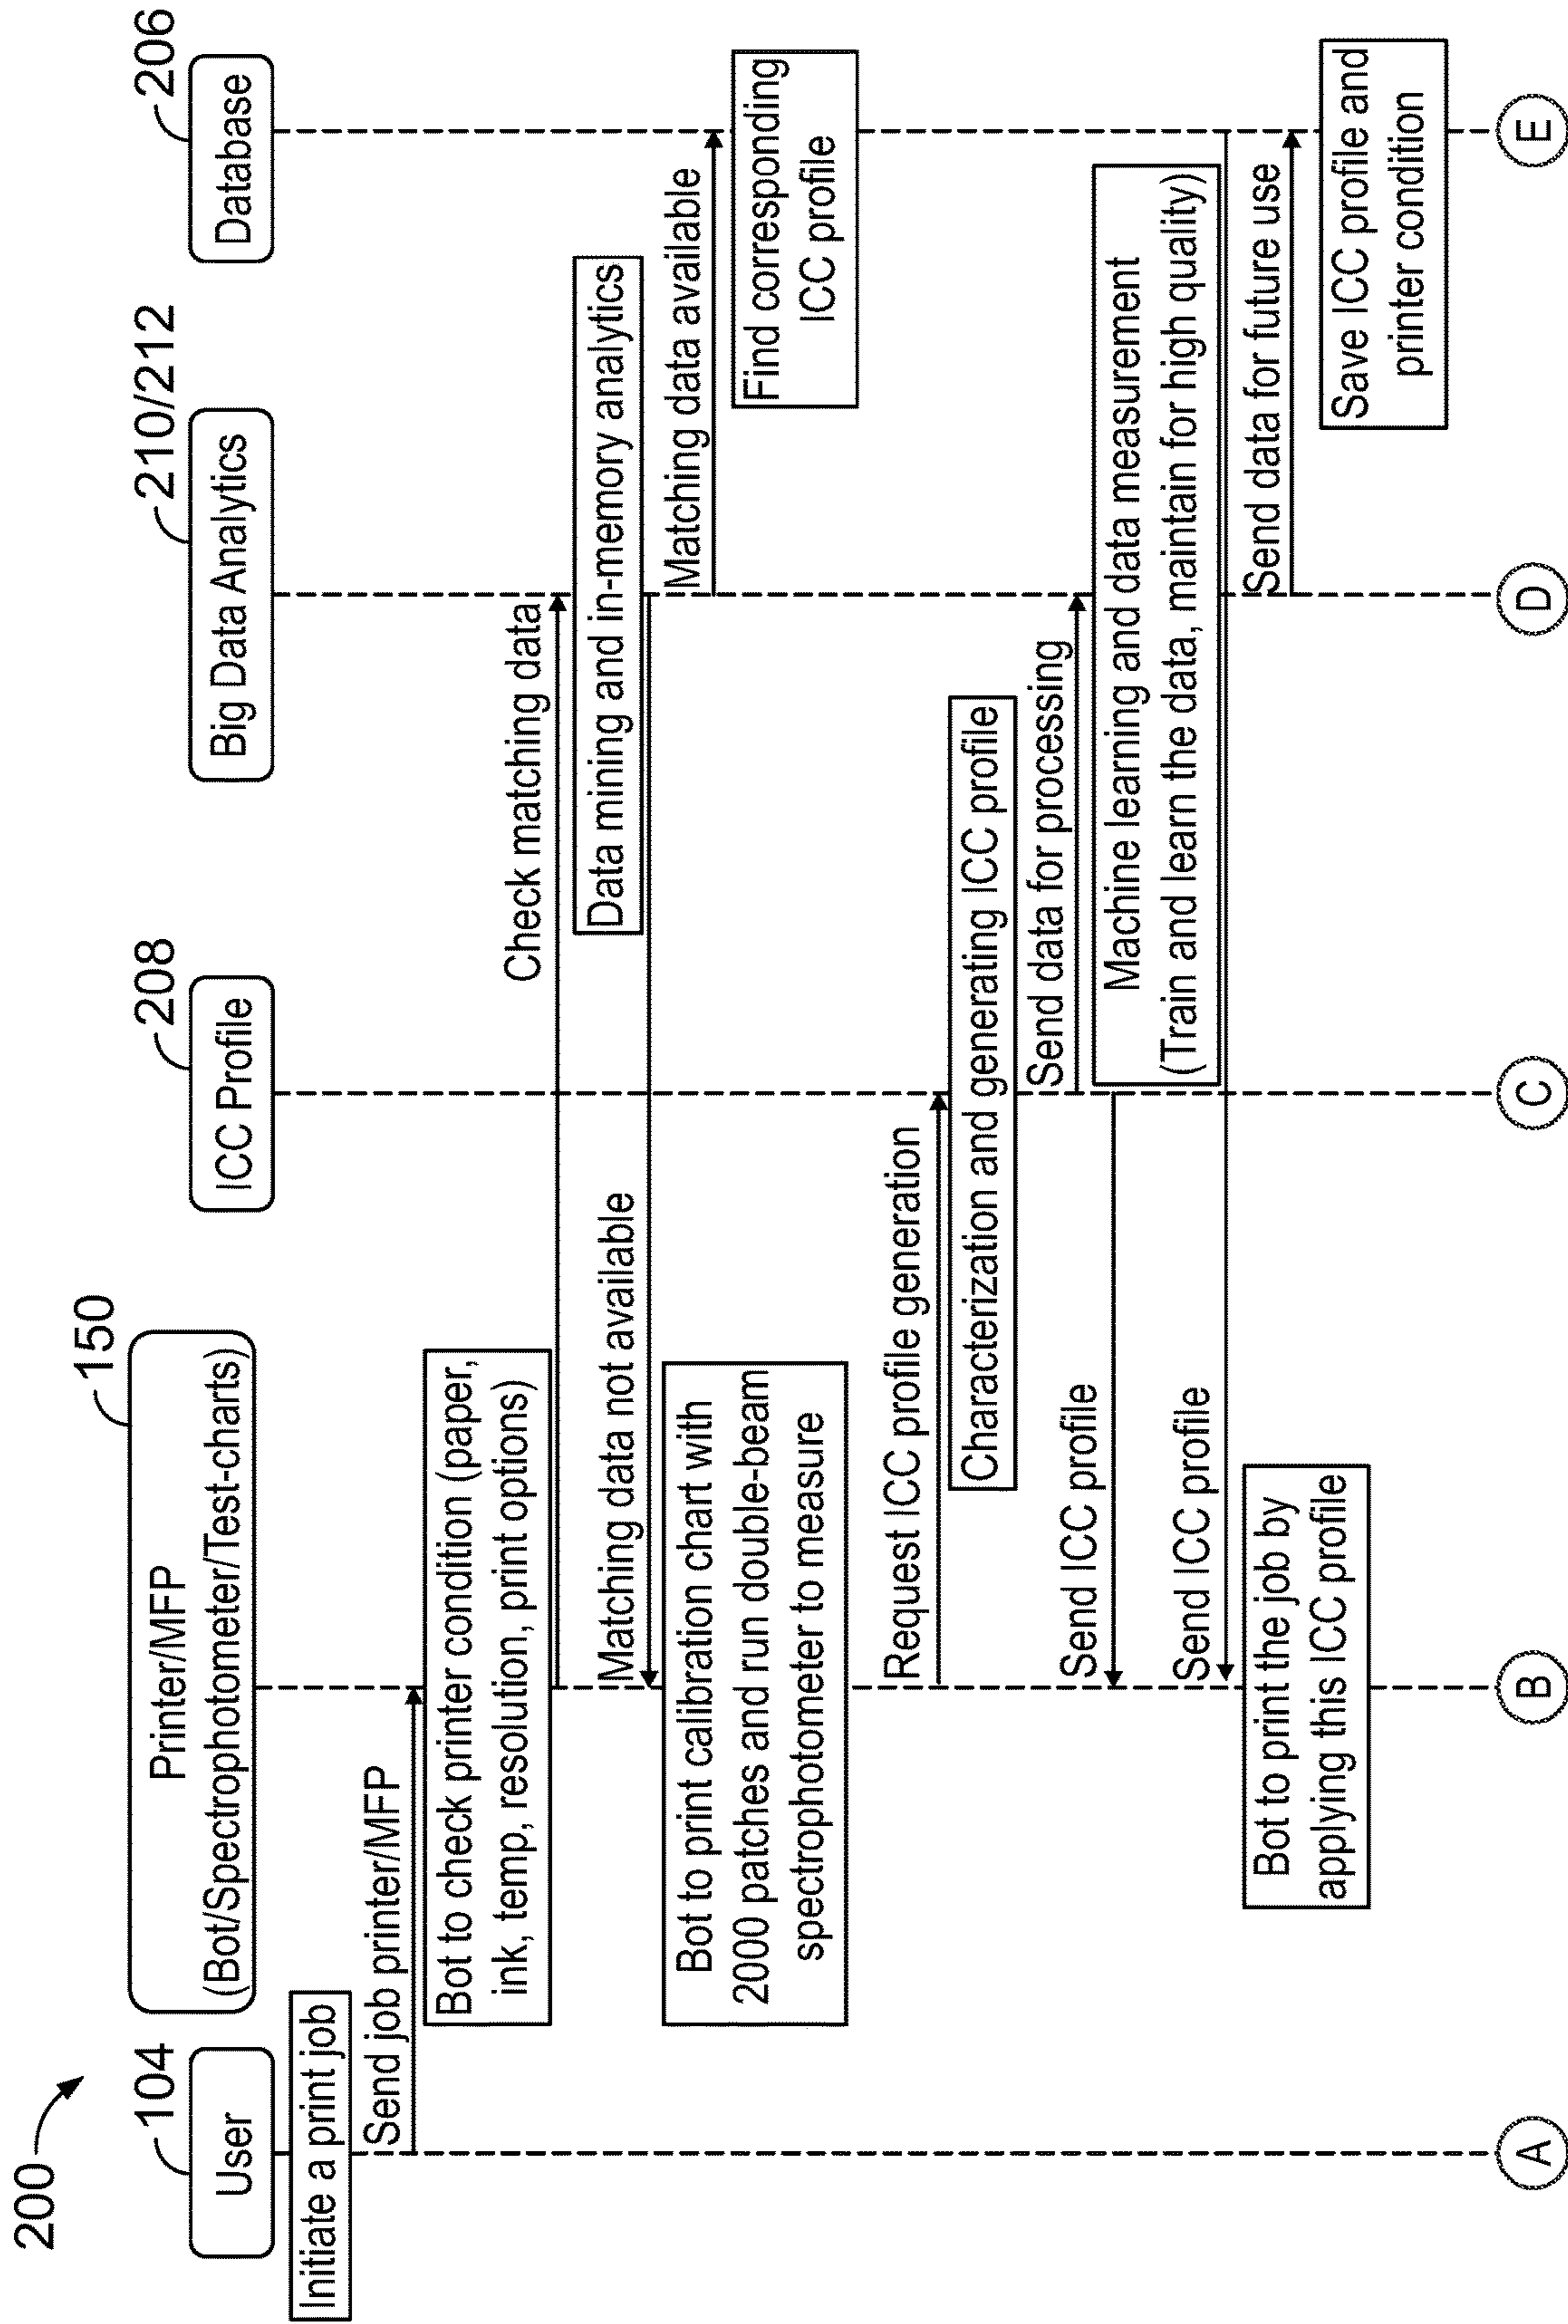 200
104
User
150
Printer/MFP
(Bot/Spectrophotometer/Test-charts)
208
ICC Profile
210/212
Big Data Analytics
206
Database
Initiate a print job
Send job printer/MFP
Bot to check printer condition (paper,
ink, temp, resolution, print options)
Check matching data
Data mining and in-memory analytics
Matching data not available
Matching data available
Bot to print calibration chart with
2000 patches and run double-beam
spectrophotometer to measure
Find corresponding
ICC profile
Request ICC profile generation
Characterization and generating ICC profile
Send data for processing
Send ICC profile
Machine learning and data measurement
(Train and learn the data, maintain for high quality)
Send ICC profile
Send data for future use
Bot to print the job by
applying this ICC profile
Save ICC profile and
printer condition
A
B
C
D
E